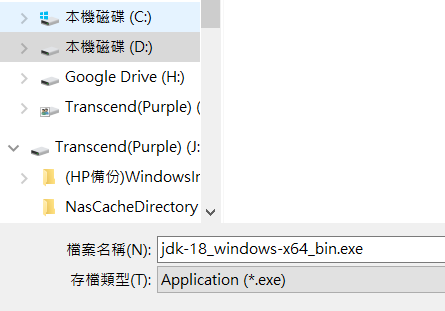 本機磁碟 (C:)
本機磁碟 (D:)
Google Drive (H:)
Transcend(Purple) (
Transcend(Purple) (J:
(HP備份)WindowsIr
NasCacheDirectory
檔案名稱(N): jdk-18_windows-x64_bin.exe
存檔類型(T): Application (*.exe)